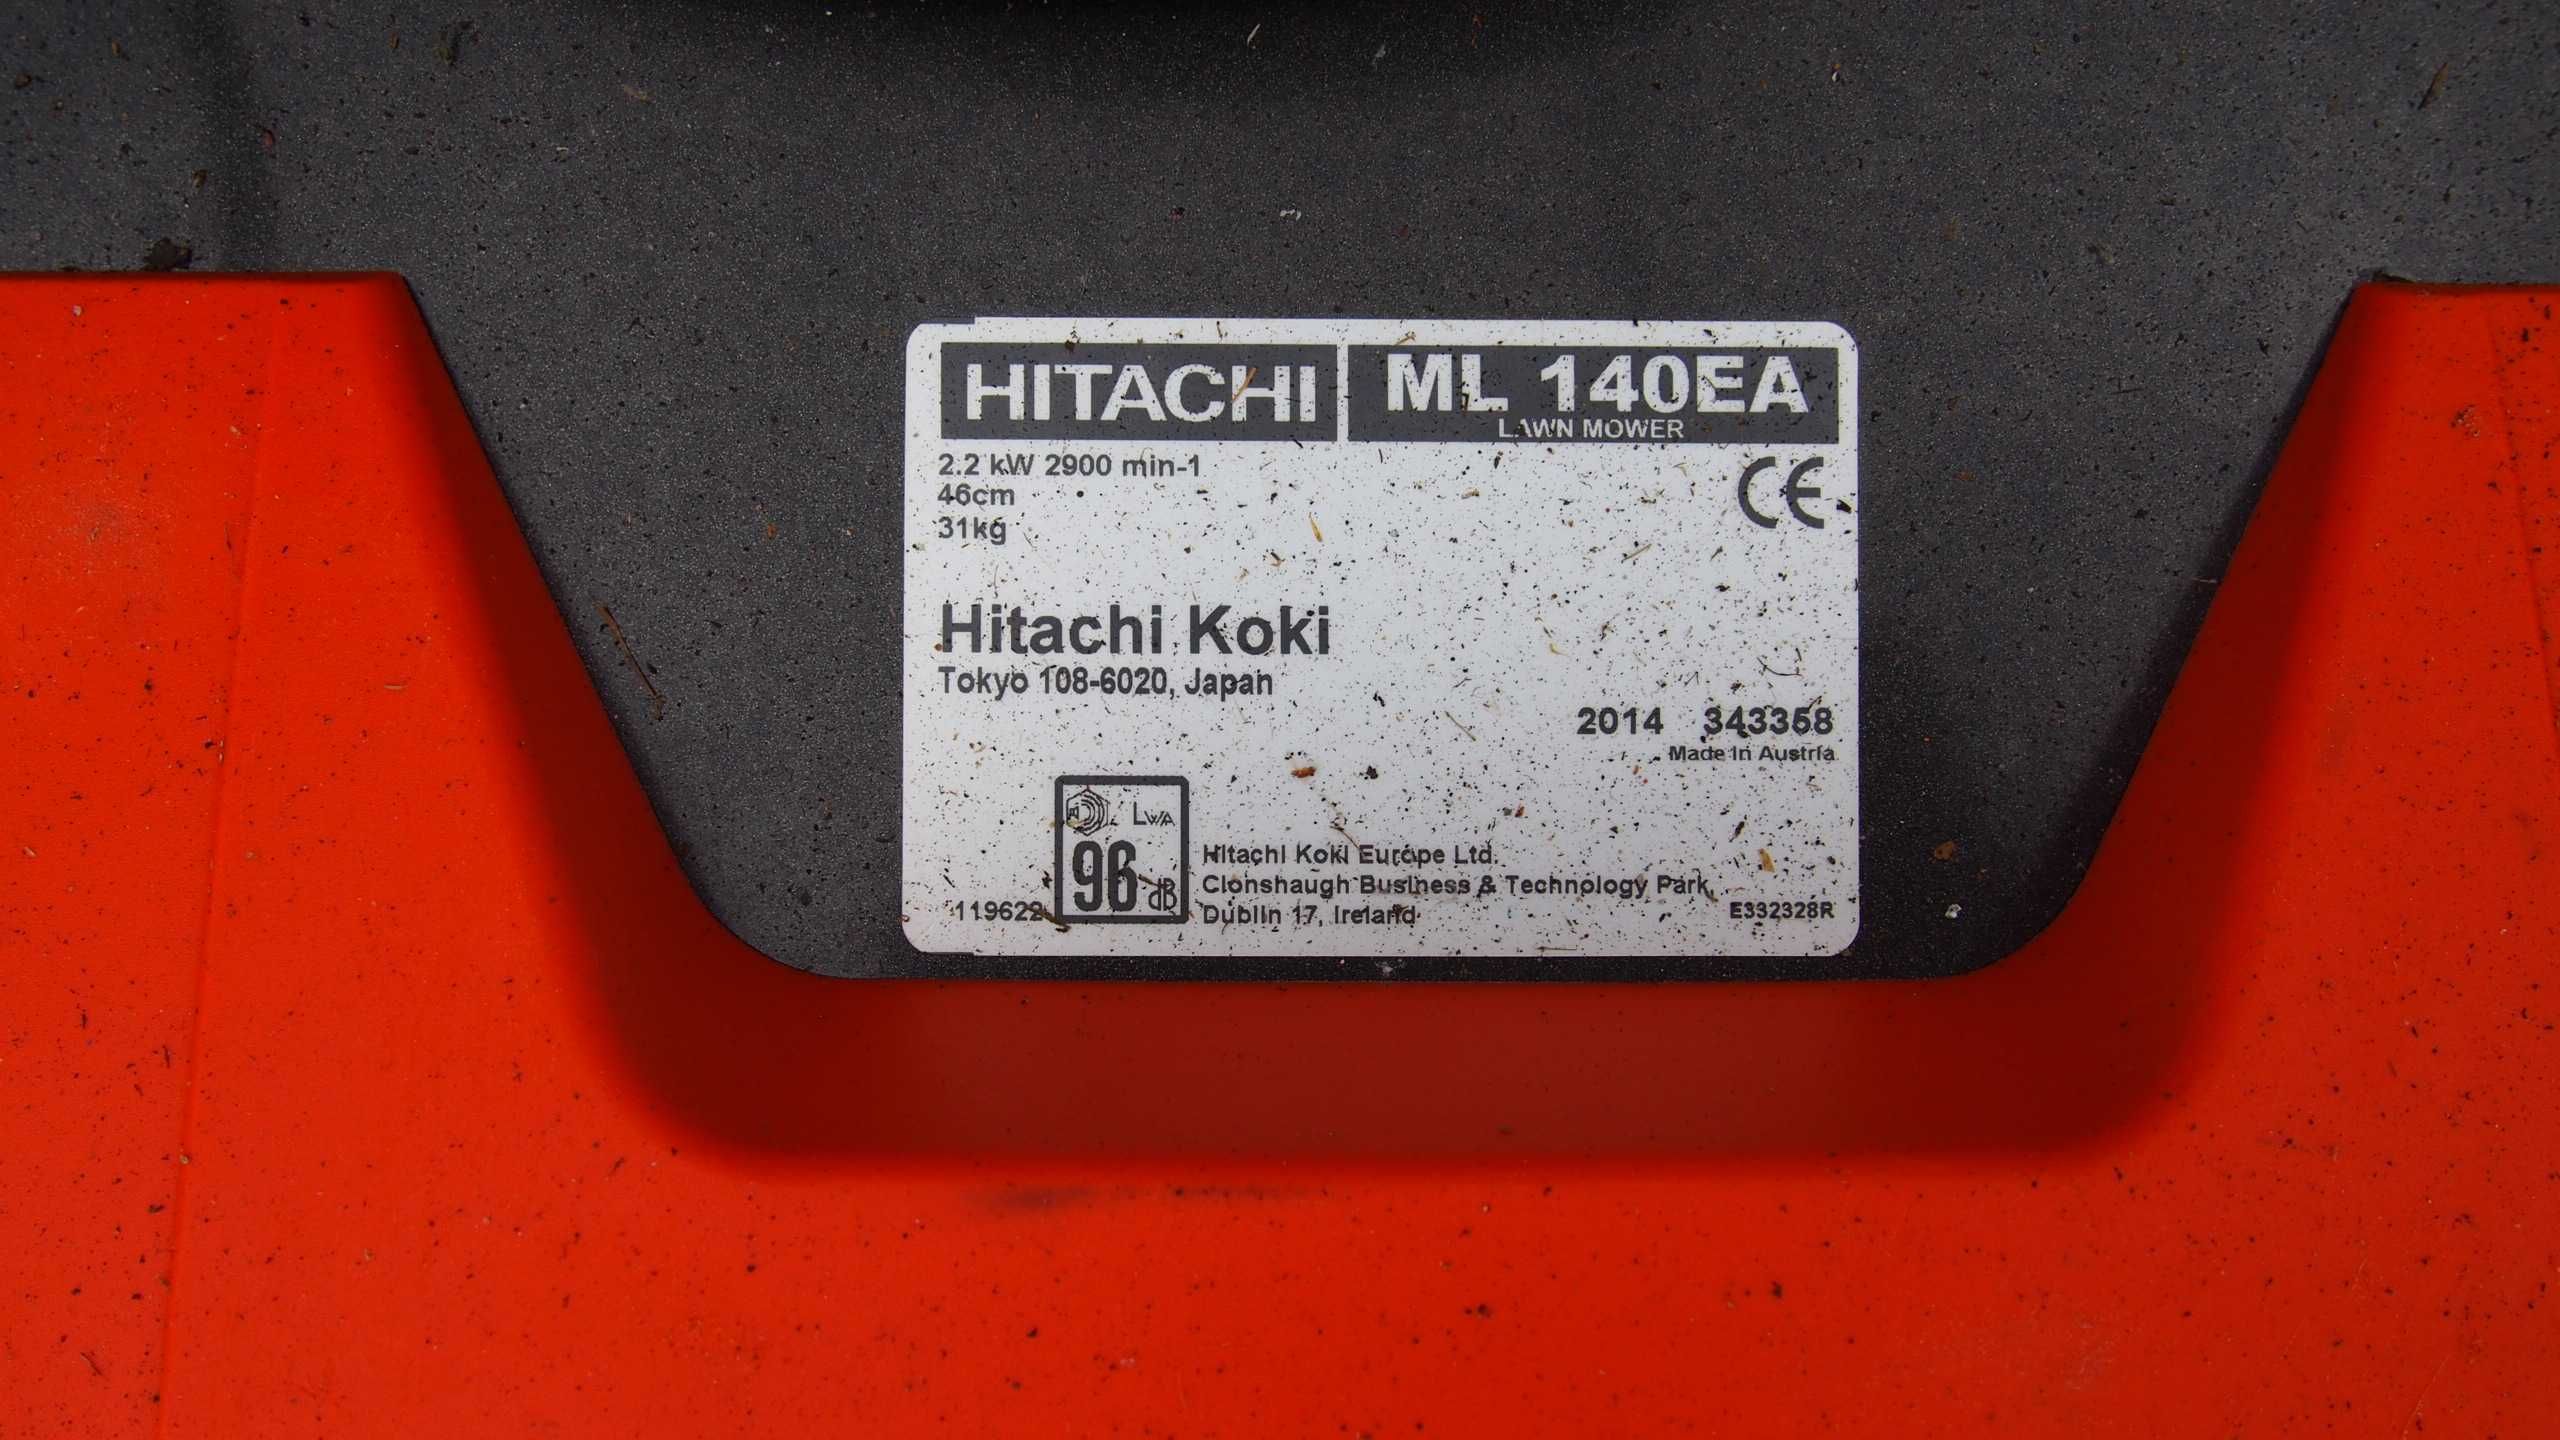 HITACHI
ML 140EA
LAWN MOWER
2.2 kW 2900 min-1
46cm
31kg
CE
Hitachi Koki
Tokyo 108-6020, Japan
2014 343358
Made in Austria
LWA
96 dB
119622
Hitachi Koki Europe Ltd.
Clonshaugh Business & Technology Park,
Dublin 17, Ireland
E332328R